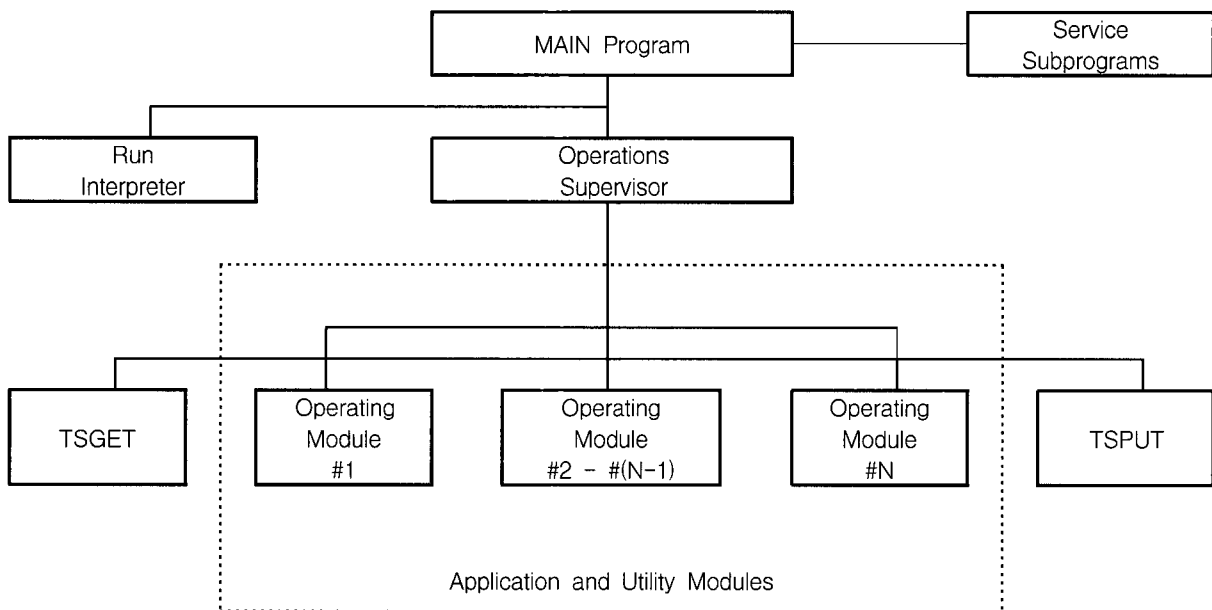 MAIN Program
Service
Subprograms
Run
Interpreter
Operations
Supervisor
TSGET
Operating
Module
#1
Operating
Module
#2 - #(N-1)
Operating
Module
#N
TSPUT
Application and Utility Modules